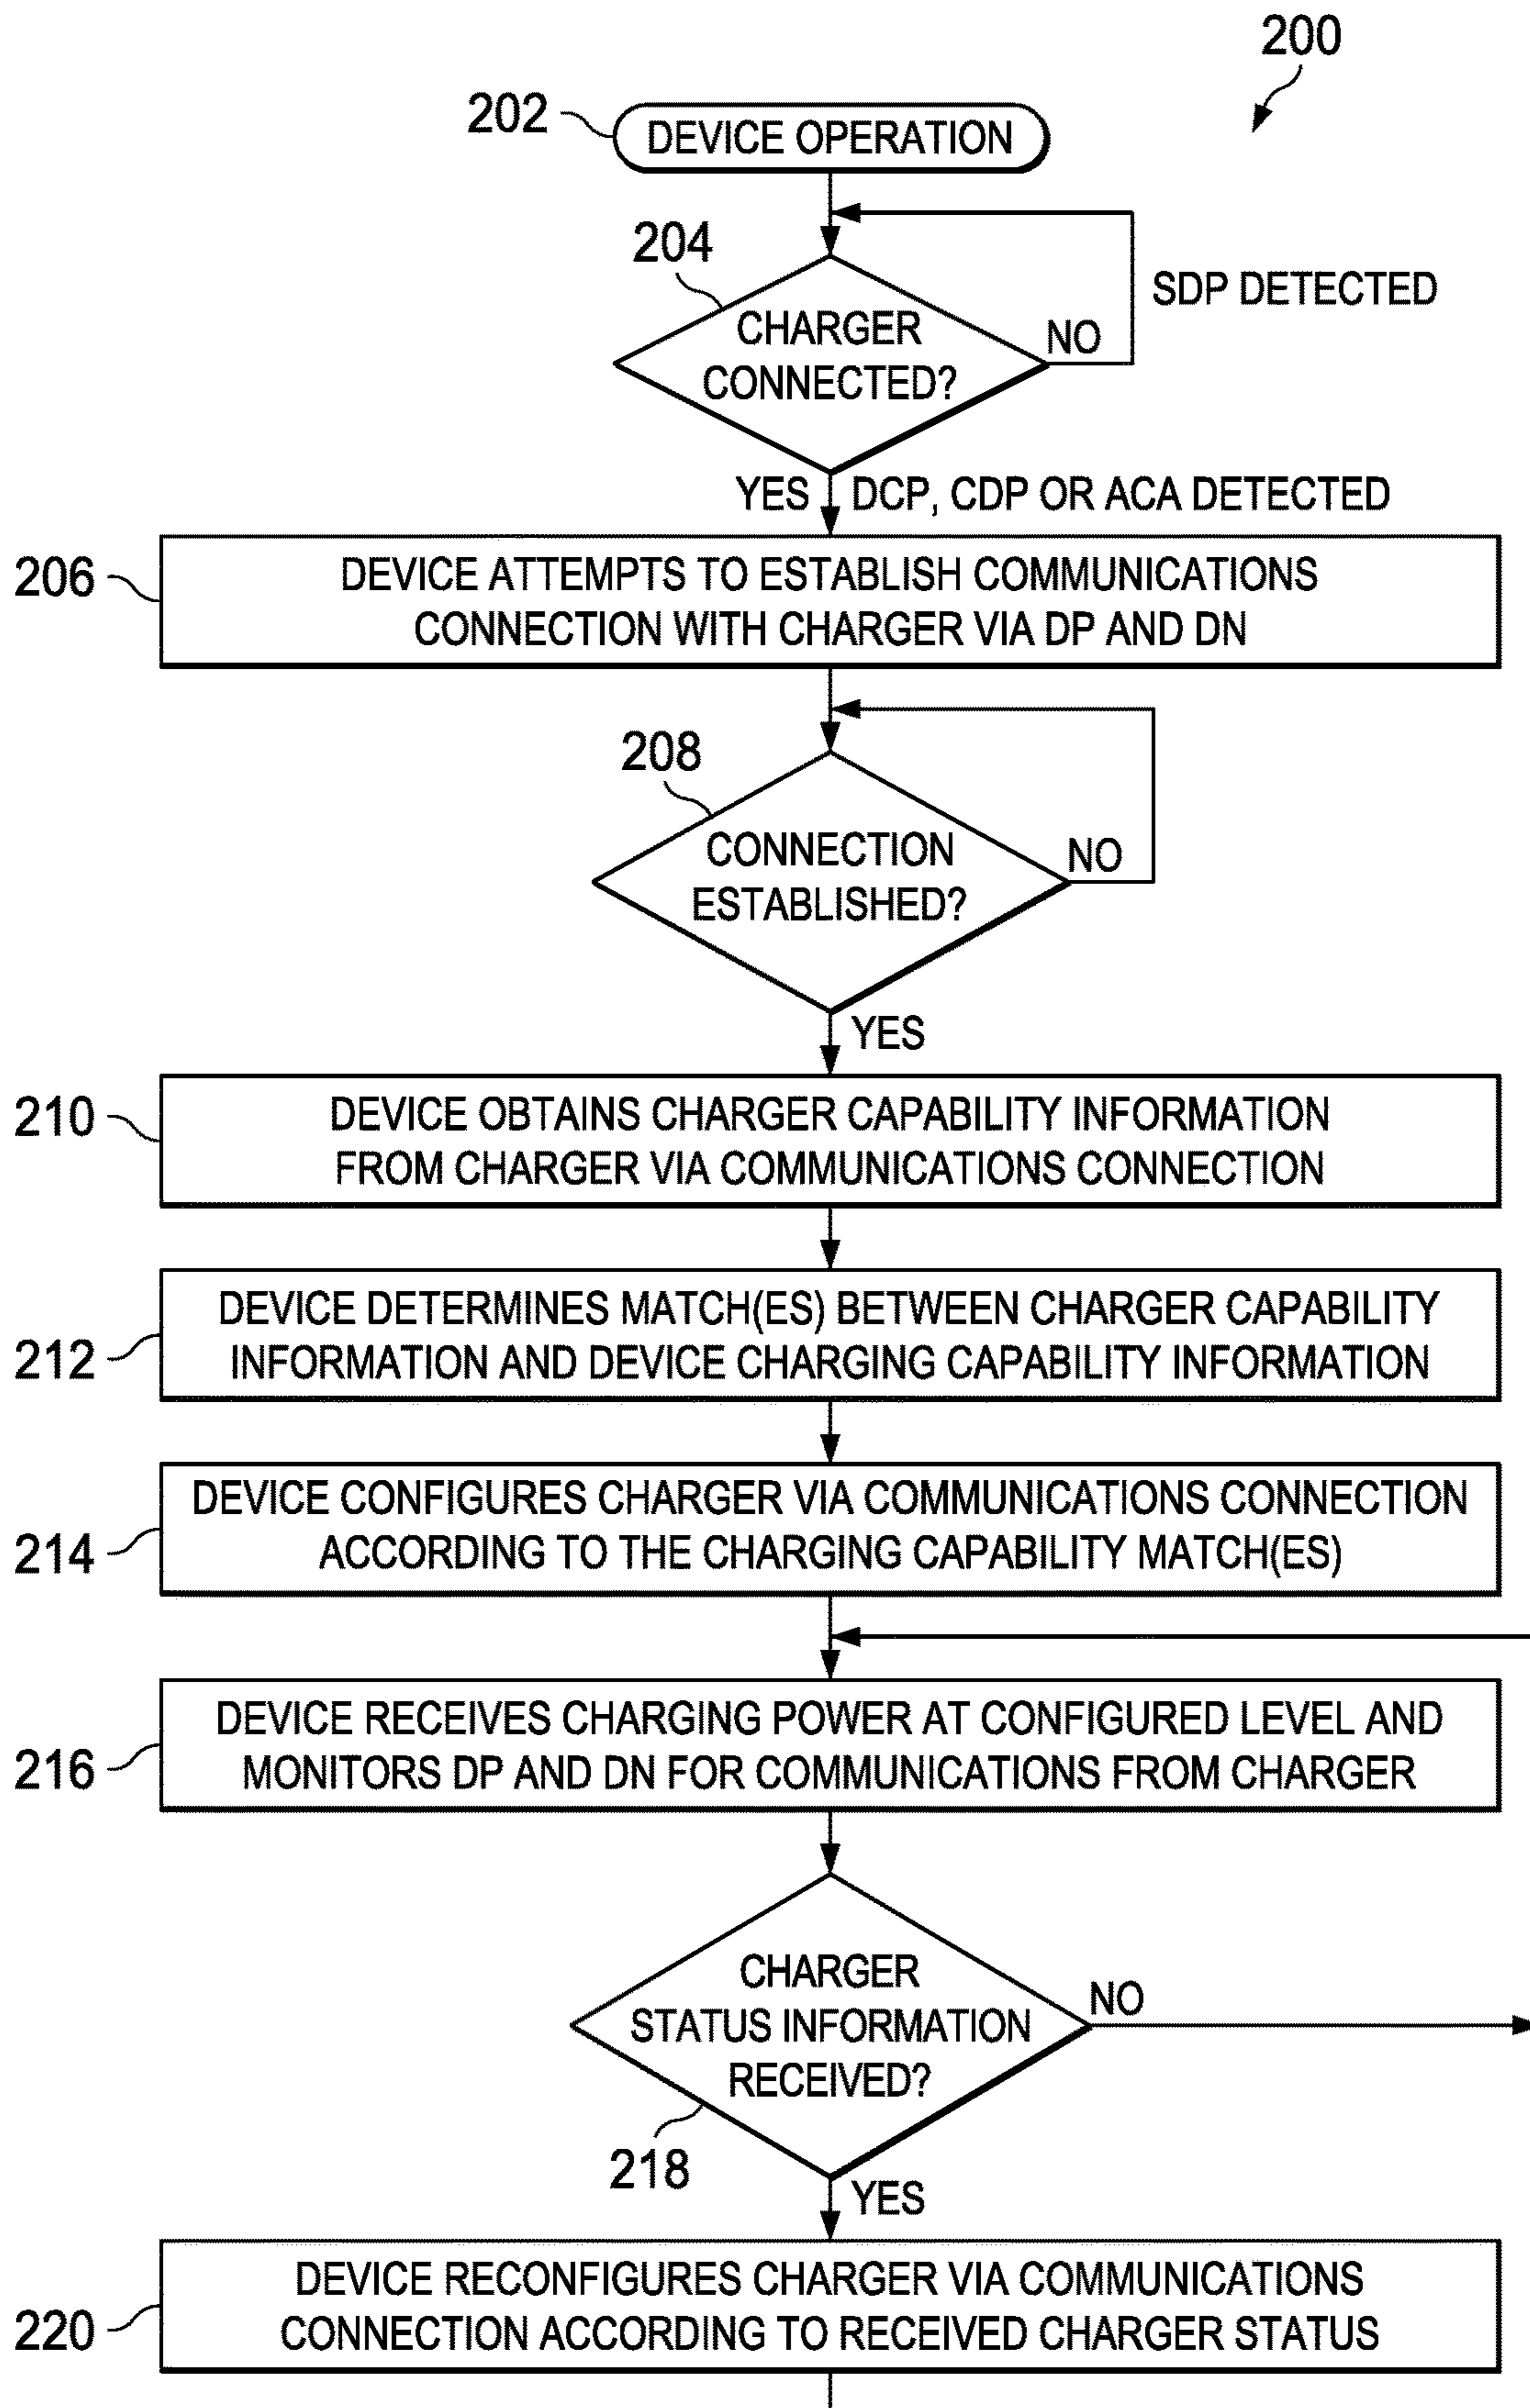 200
202
DEVICE OPERATION
204
SDP DETECTED
CHARGER
CONNECTED?
NO
YES
DCP, CDP OR ACA DETECTED
206
DEVICE ATTEMPTS TO ESTABLISH COMMUNICATIONS
CONNECTION WITH CHARGER VIA DP AND DN
208
CONNECTION
ESTABLISHED?
NO
YES
210
DEVICE OBTAINS CHARGER CAPABILITY INFORMATION
FROM CHARGER VIA COMMUNICATIONS CONNECTION
212
DEVICE DETERMINES MATCH(ES) BETWEEN CHARGER CAPABILITY
INFORMATION AND DEVICE CHARGING CAPABILITY INFORMATION
214
DEVICE CONFIGURES CHARGER VIA COMMUNICATIONS CONNECTION
ACCORDING TO THE CHARGING CAPABILITY MATCH(ES)
216
DEVICE RECEIVES CHARGING POWER AT CONFIGURED LEVEL AND
MONITORS DP AND DN FOR COMMUNICATIONS FROM CHARGER
CHARGER
STATUS INFORMATION
RECEIVED?
NO
218
YES
220
DEVICE RECONFIGURES CHARGER VIA COMMUNICATIONS
CONNECTION ACCORDING TO RECEIVED CHARGER STATUS